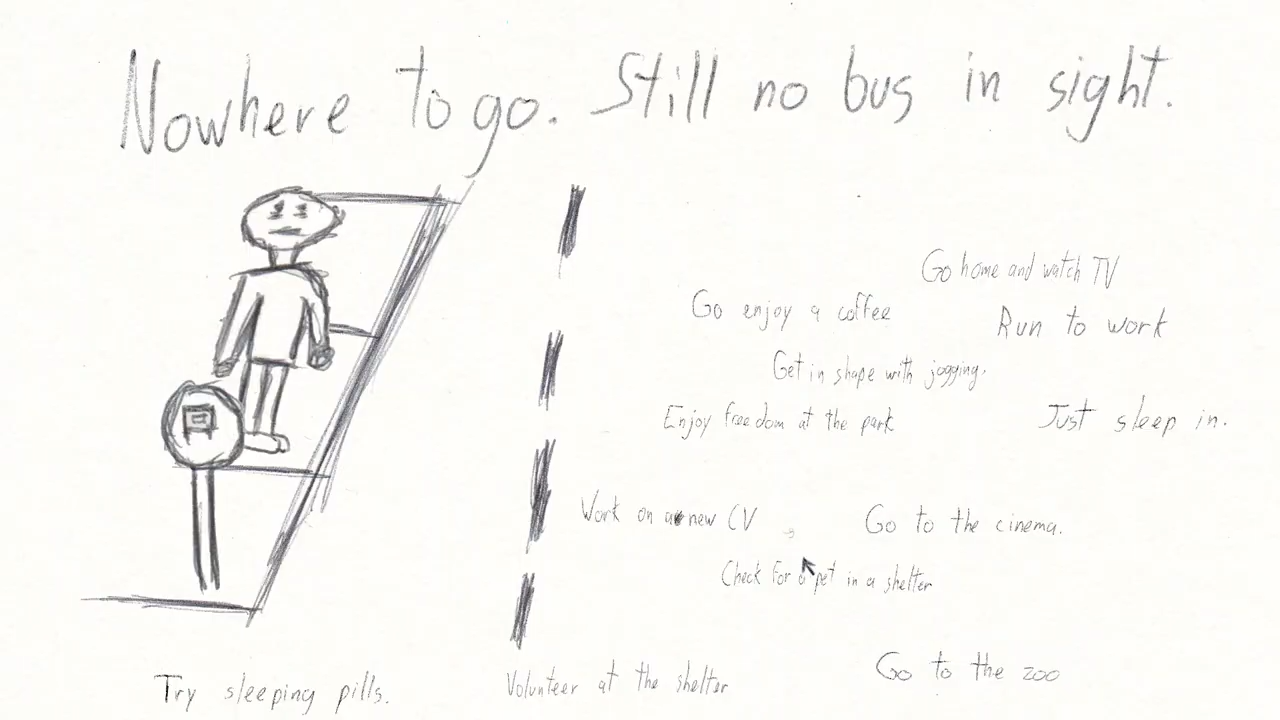 Nowhere to go. Still no bus in sight.
Go home and watch TV
Go enjoy a coffee
Run to work
Get in shape with jogging.
Enjoy freedom at the park
Just sleep in.
Work on a new CV
Go to the cinema.
Check for a pet in a shelter
Go to the zoo
Try sleeping pills.
Volunteer at the shelter